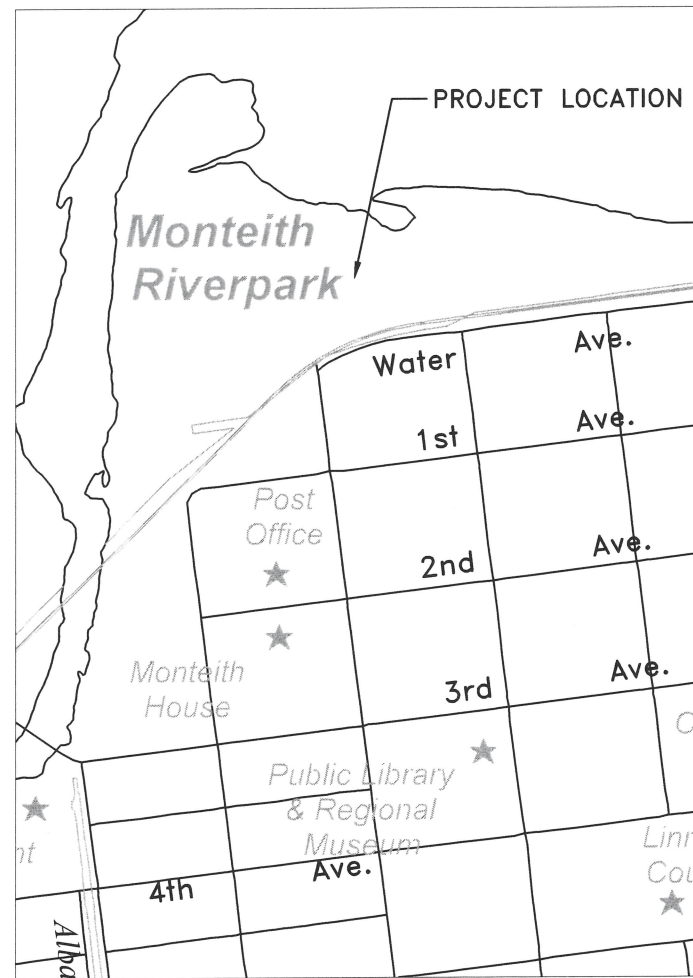 PROJECT LOCATION
Monteith
Riverpark
Water Ave.
1st Ave.
Post
Office
2nd Ave.
Monteith
House
3rd Ave.
Public Library
& Regional
Museum
4th Ave.